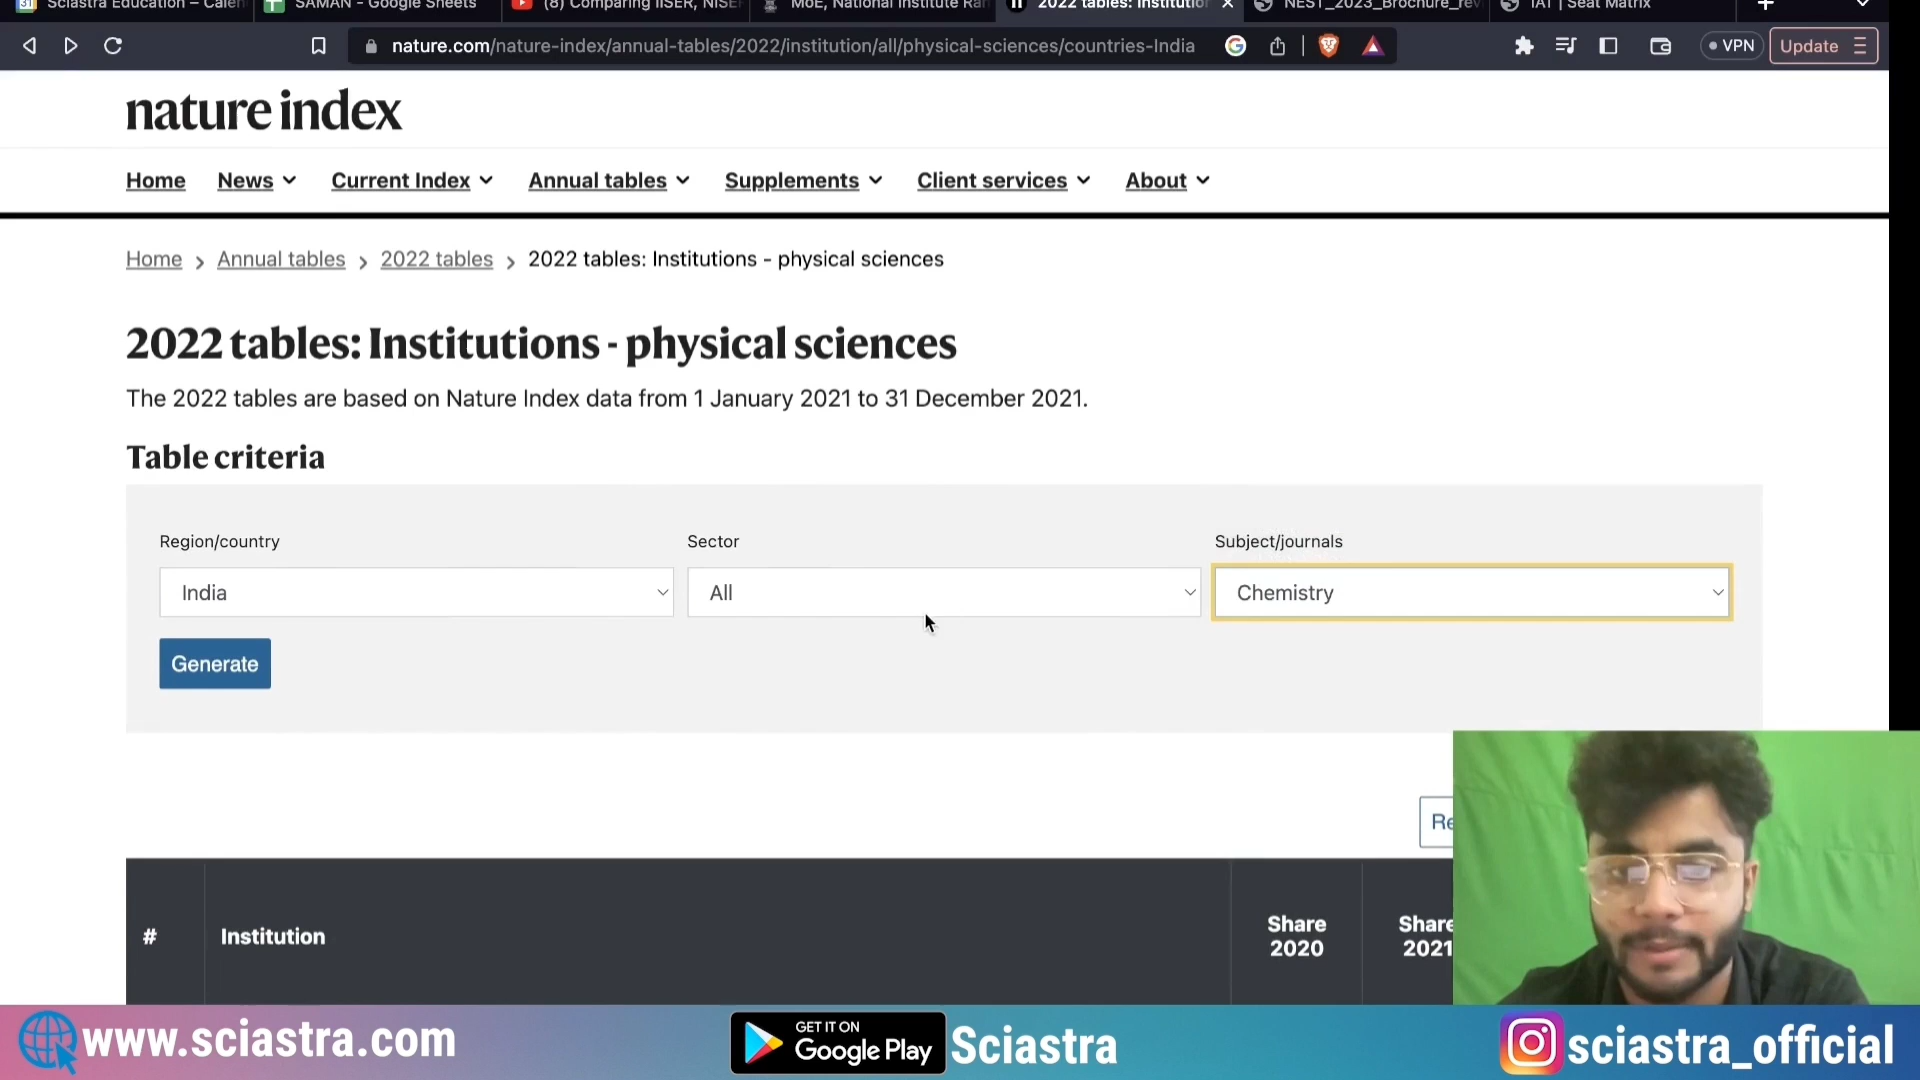 Sciastra Education – Calen
SAMAN - Google Sheets
(8) Comparing IISER, NISE
MoE, National Institute Ran
2022 tables: Institutio
NEST_2023_Brochure_rev
IAT | Seat Matrix
nature.com/nature-index/annual-tables/2022/institution/all/physical-sciences/countries-India
VPN
Update
nature index
Home
News
Current Index
Annual tables
Supplements
Client services
About
Home > Annual tables > 2022 tables > 2022 tables: Institutions - physical sciences
2022 tables: Institutions - physical sciences
The 2022 tables are based on Nature Index data from 1 January 2021 to 31 December 2021.
Table criteria
Region/country
Sector
Subject/journals
India
All
Chemistry
Generate
Re
#
Institution
Share
2020
Share
2021
www.sciastra.com
GET IT ON
Google Play
Sciastra
sciastra_official